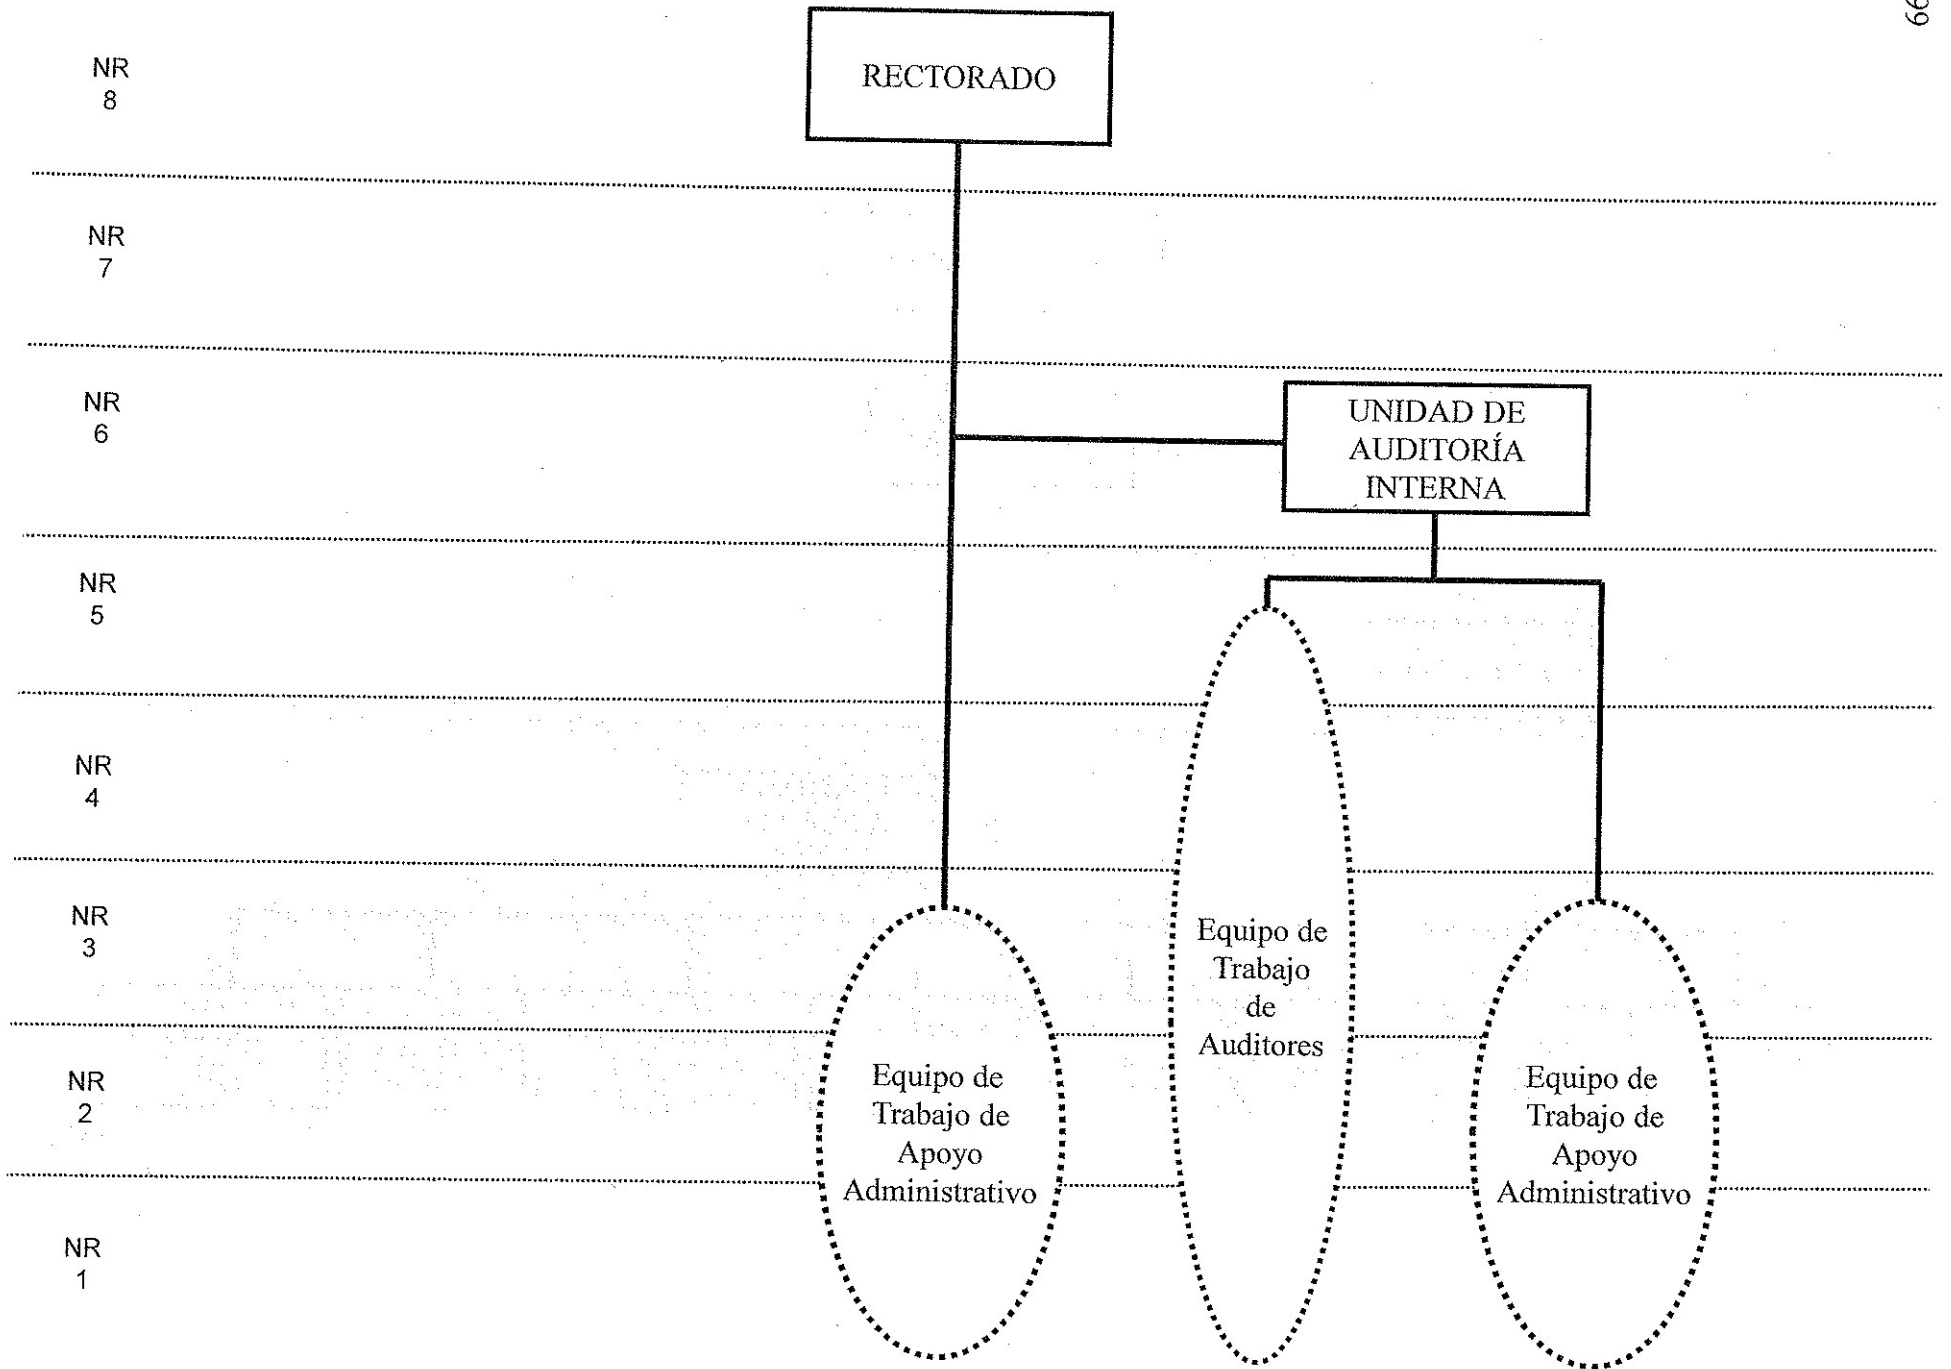 66
NR
8
RECTORADO
NR
7
NR
6
UNIDAD DE
AUDITORÍA
INTERNA
NR
5
NR
4
NR
3
Equipo de
Trabajo
de
Auditores
NR
2
Equipo de
Trabajo de
Apoyo
Administrativo
Equipo de
Trabajo de
Apoyo
Administrativo
NR
1